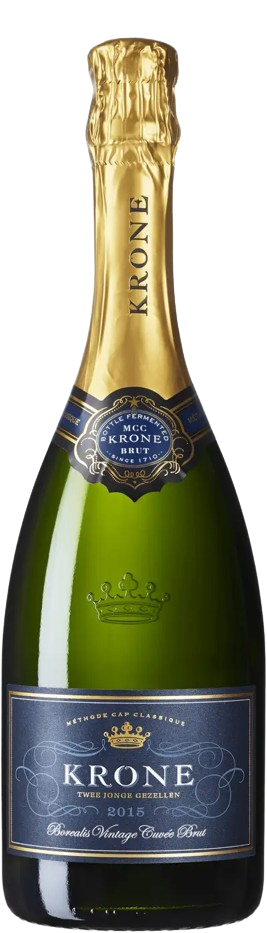 KRONE
BOTTLE FERMENTED
MCC
KRONE
BRUT
SINCE 1710
MÉTHODE CAP CLASSIQUE
KRONE
TWEE JONGE GEZELLEN
2015
Borealis Vintage Cuvée Brut